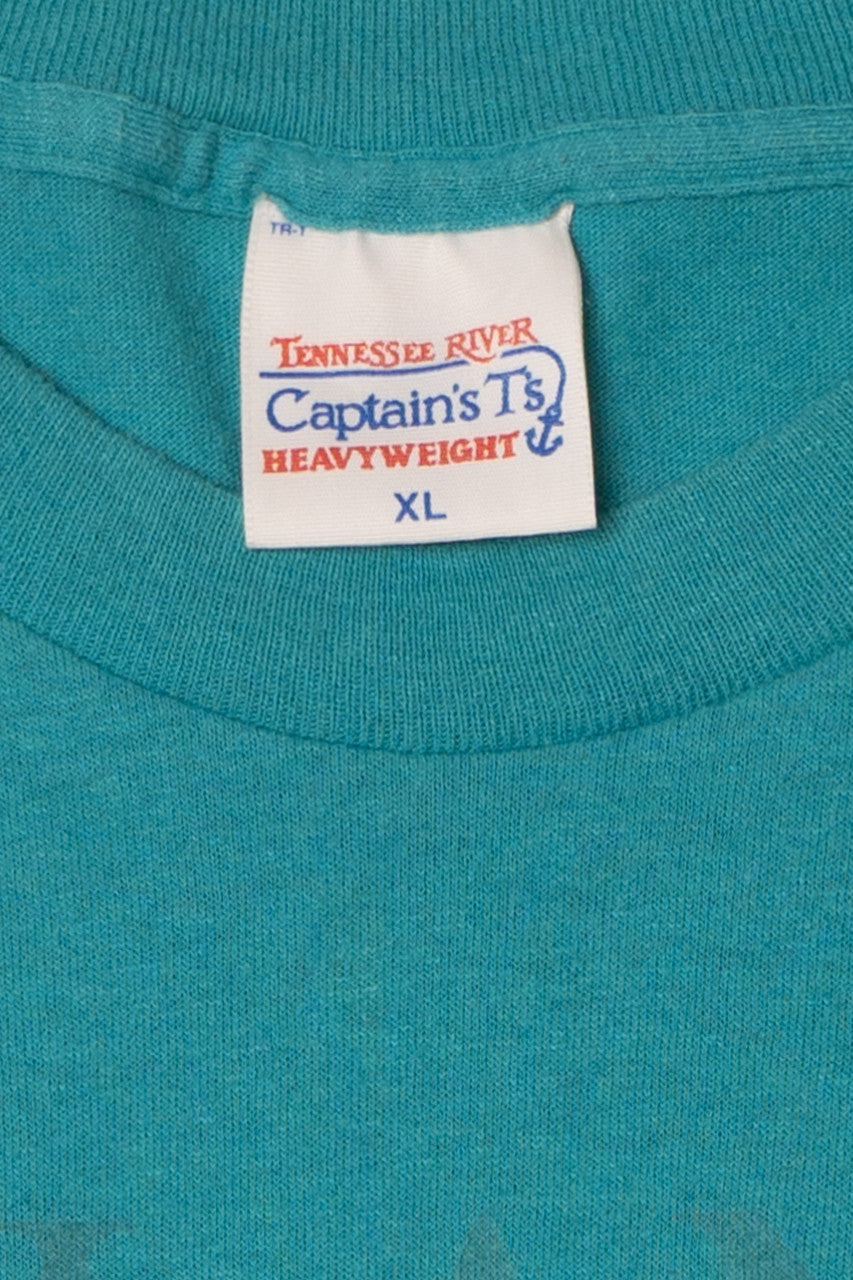 TR-1
TENNESSEE RIVER
Captain's T's
HEAVYWEIGHT
XL